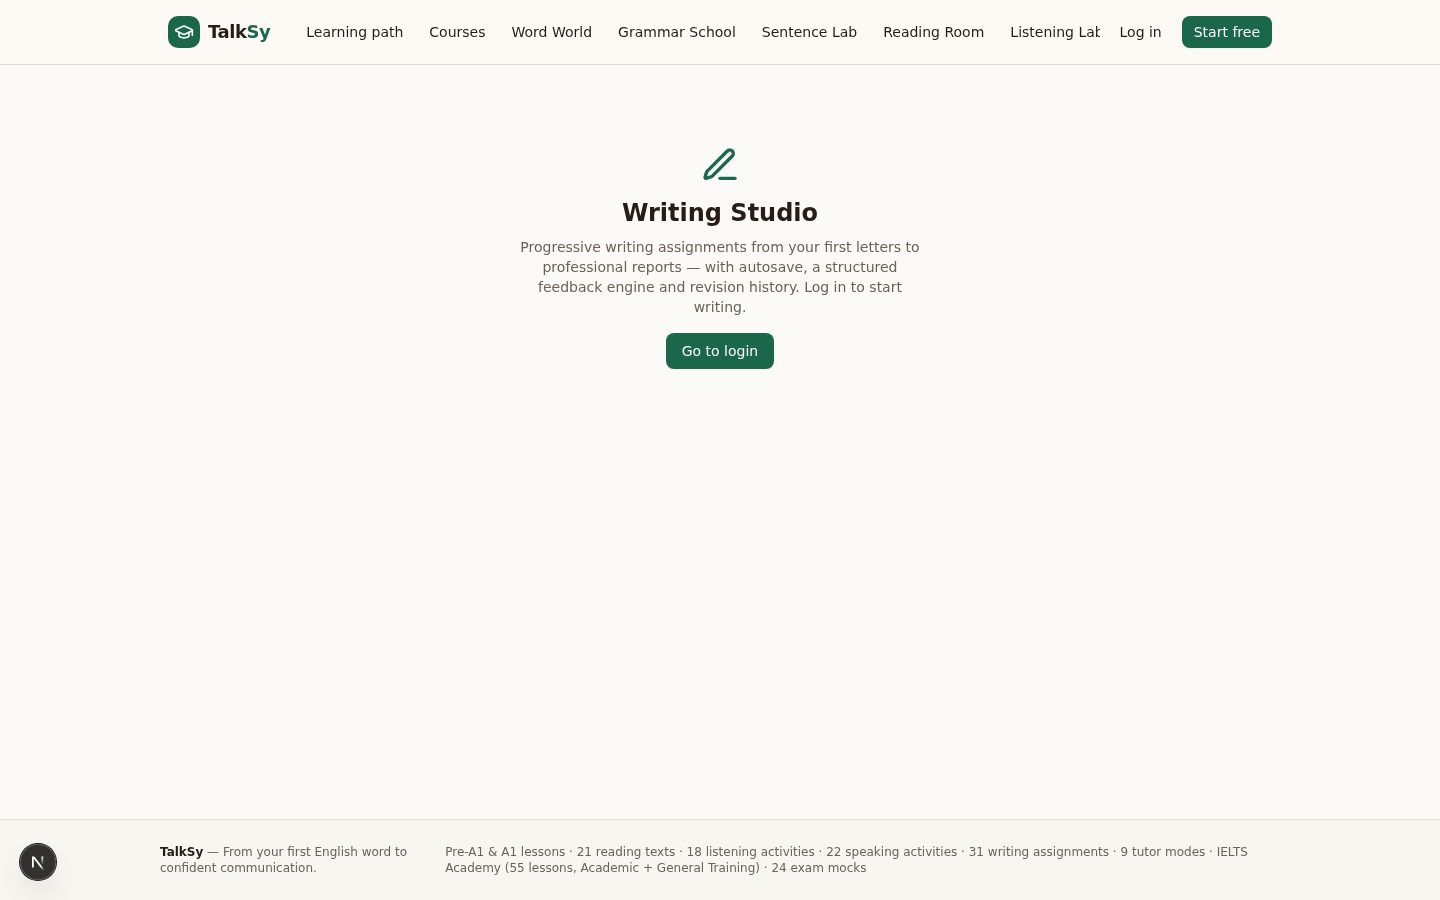 TalkSy
Learning path
Courses
Word World
Grammar School
Sentence Lab
Reading Room
Listening Lab
Log in
Start free
Writing Studio
Progressive writing assignments from your first letters to
professional reports — with autosave, a structured
feedback engine and revision history. Log in to start
writing.
Go to login
TalkSy — From your first English word to
confident communication.
Pre-A1 & A1 lessons · 21 reading texts · 18 listening activities · 22 speaking activities · 31 writing assignments · 9 tutor modes · IELTS
Academy (55 lessons, Academic + General Training) · 24 exam mocks
N